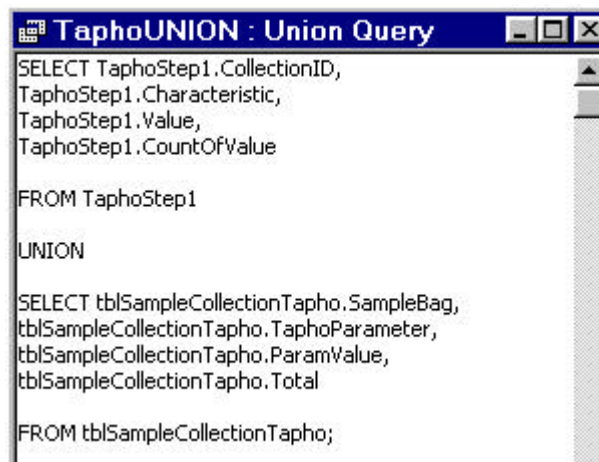 TaphoUNION : Union Query
SELECT TaphoStep1.CollectionID,
TaphoStep1.Characteristic,
TaphoStep1.Value,
TaphoStep1.CountOfValue
FROM TaphoStep1
UNION
SELECT tblSampleCollectionTapho.SampleBag,
tblSampleCollectionTapho.TaphoParameter,
tblSampleCollectionTapho.ParamValue,
tblSampleCollectionTapho.Total
FROM tblSampleCollectionTapho;